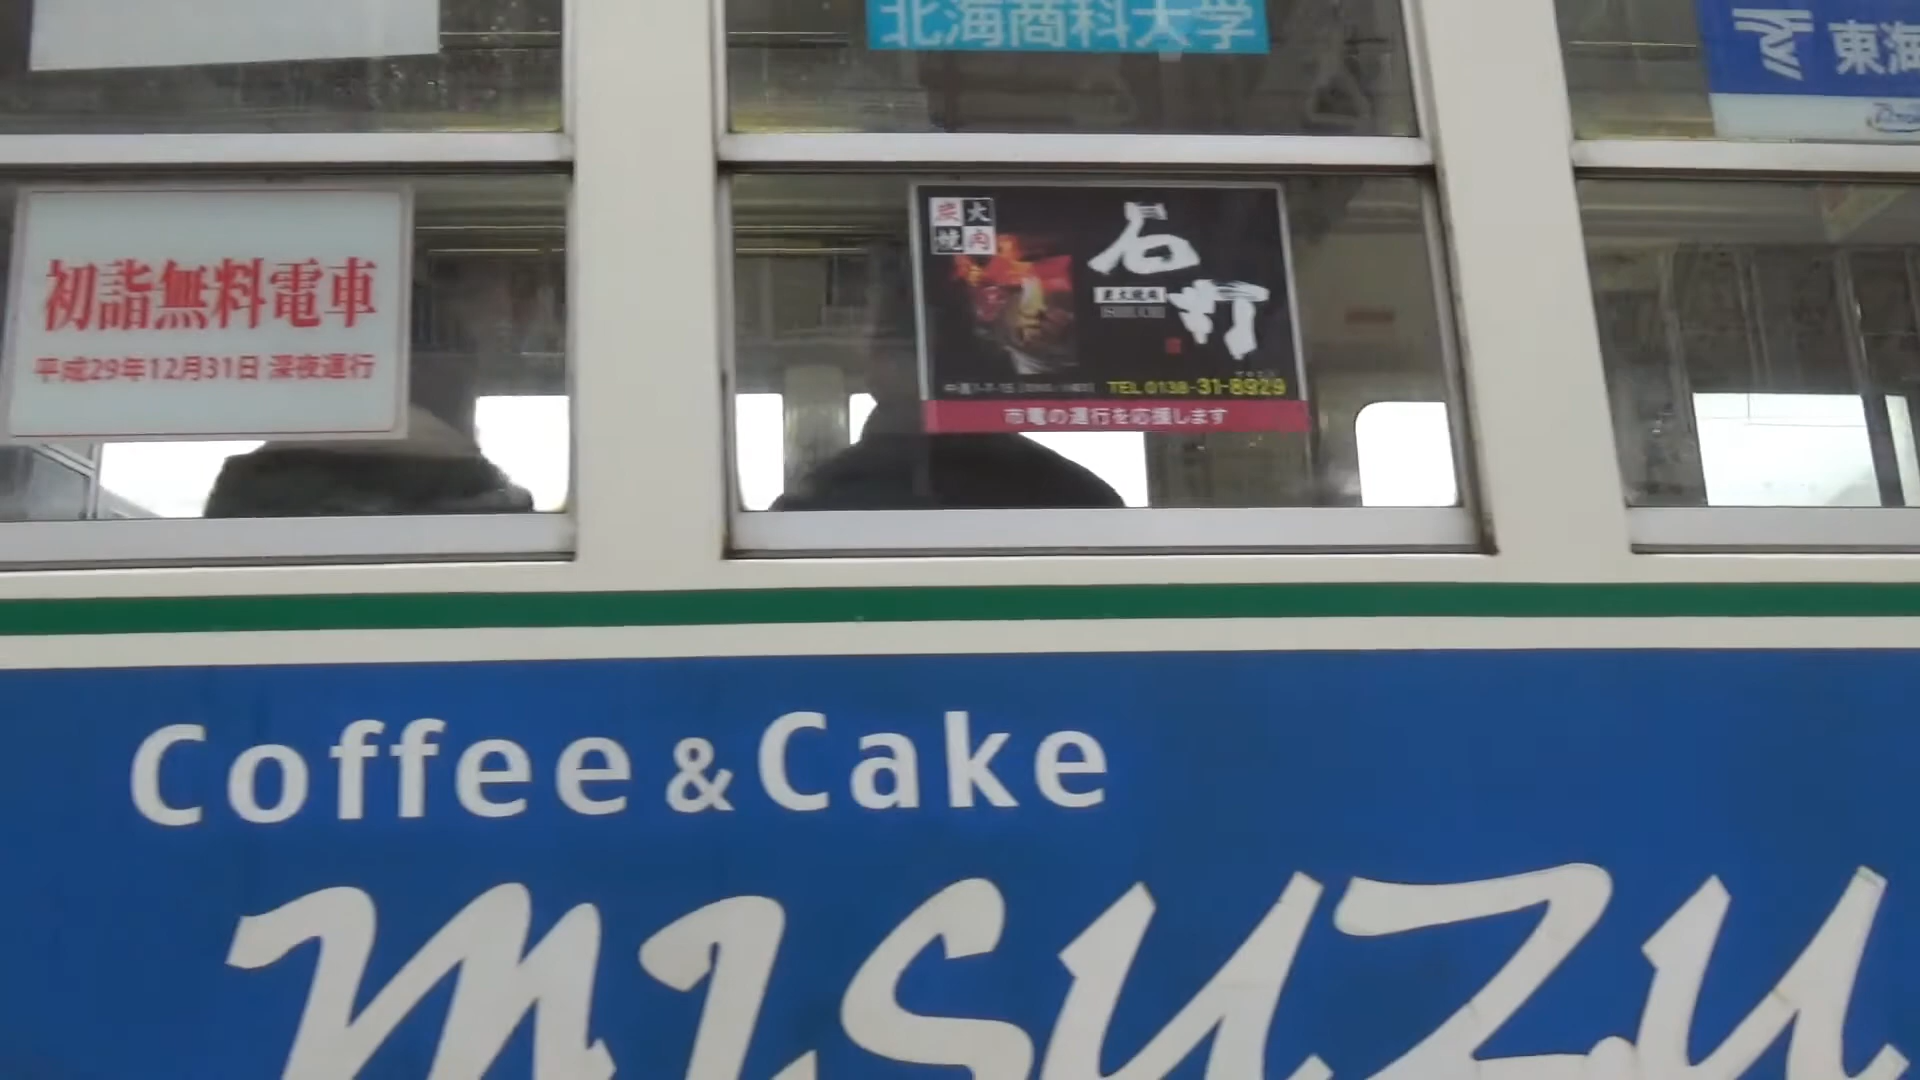 北海商科大学
東海
初詣無料電車
平成29年12月31日 深夜運行
炭火
焼肉
石
打
TEL 0138-31-8929
市電の運行を応援します
Coffee & Cake
MISUZU